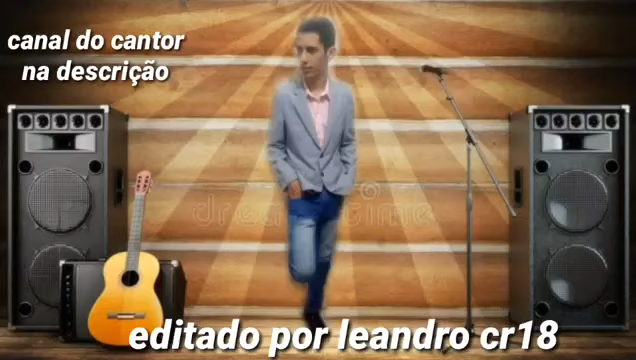 canal do cantor
na descrição
editado por leandro cr18